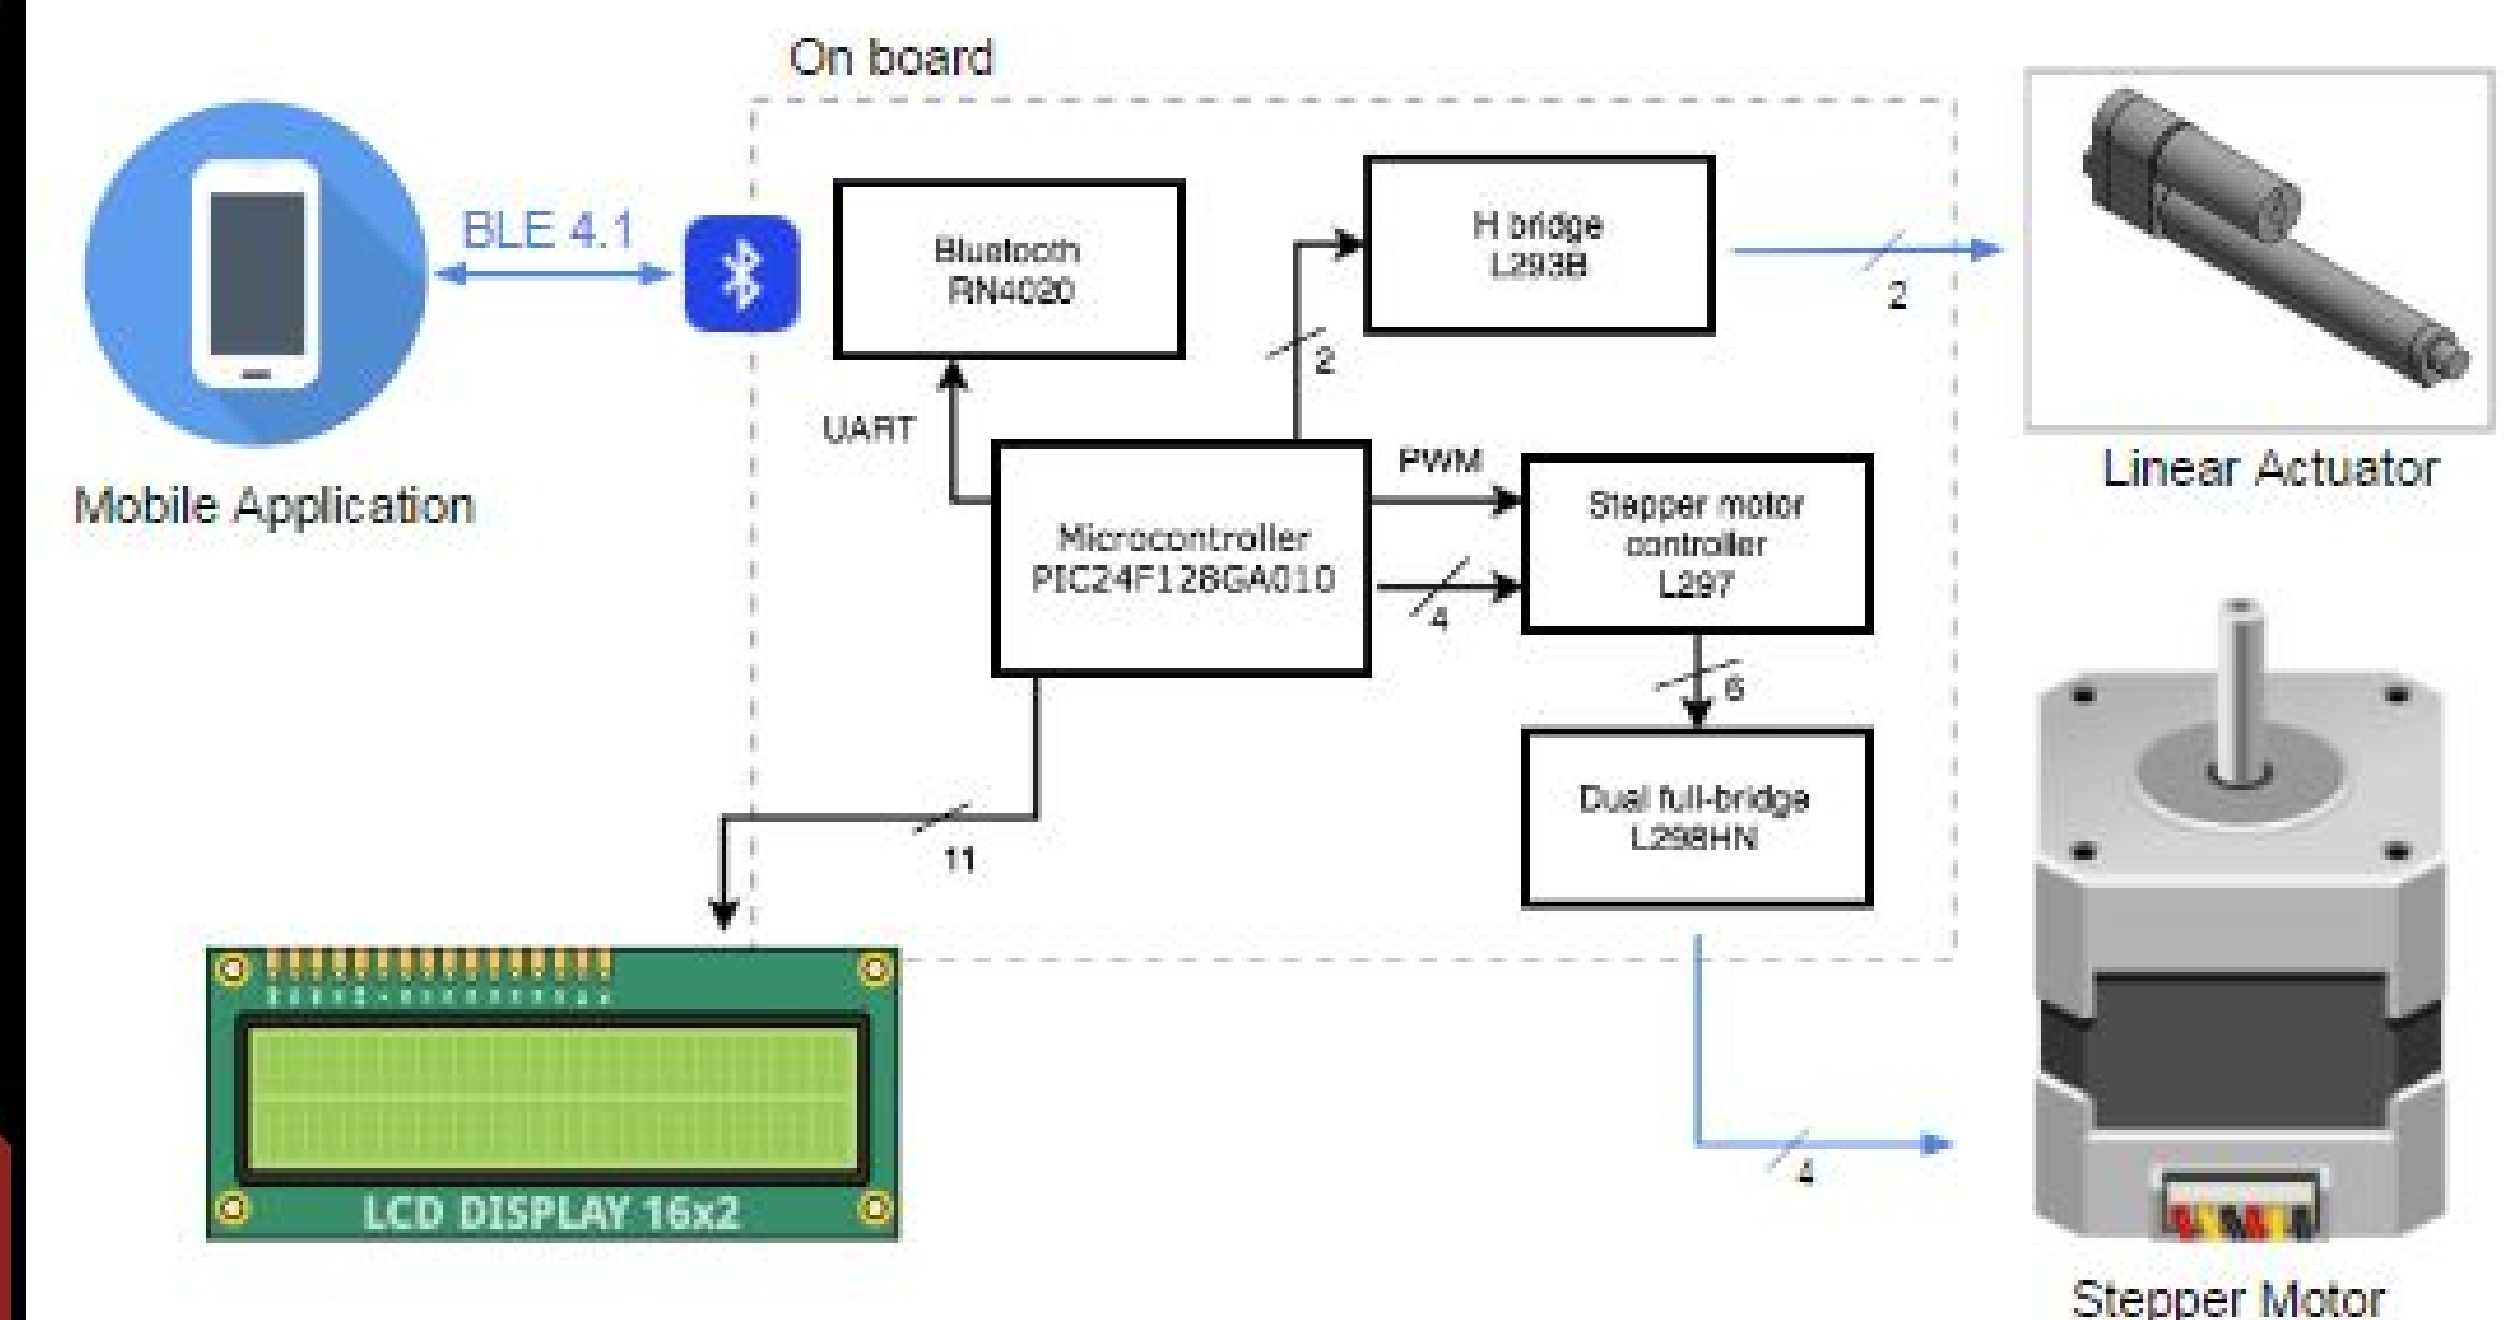 On board
BLE 4.1
Mobile Application
Bluetooth
RN4020
UART
H bridge
L293B
2
2
Linear Actuator
Microcontroller
PIC24F128GA010
PWM
4
Stepper motor
controller
L297
6
Dual full-bridge
L298HN
11
4
LCD DISPLAY 16x2
Stepper Motor